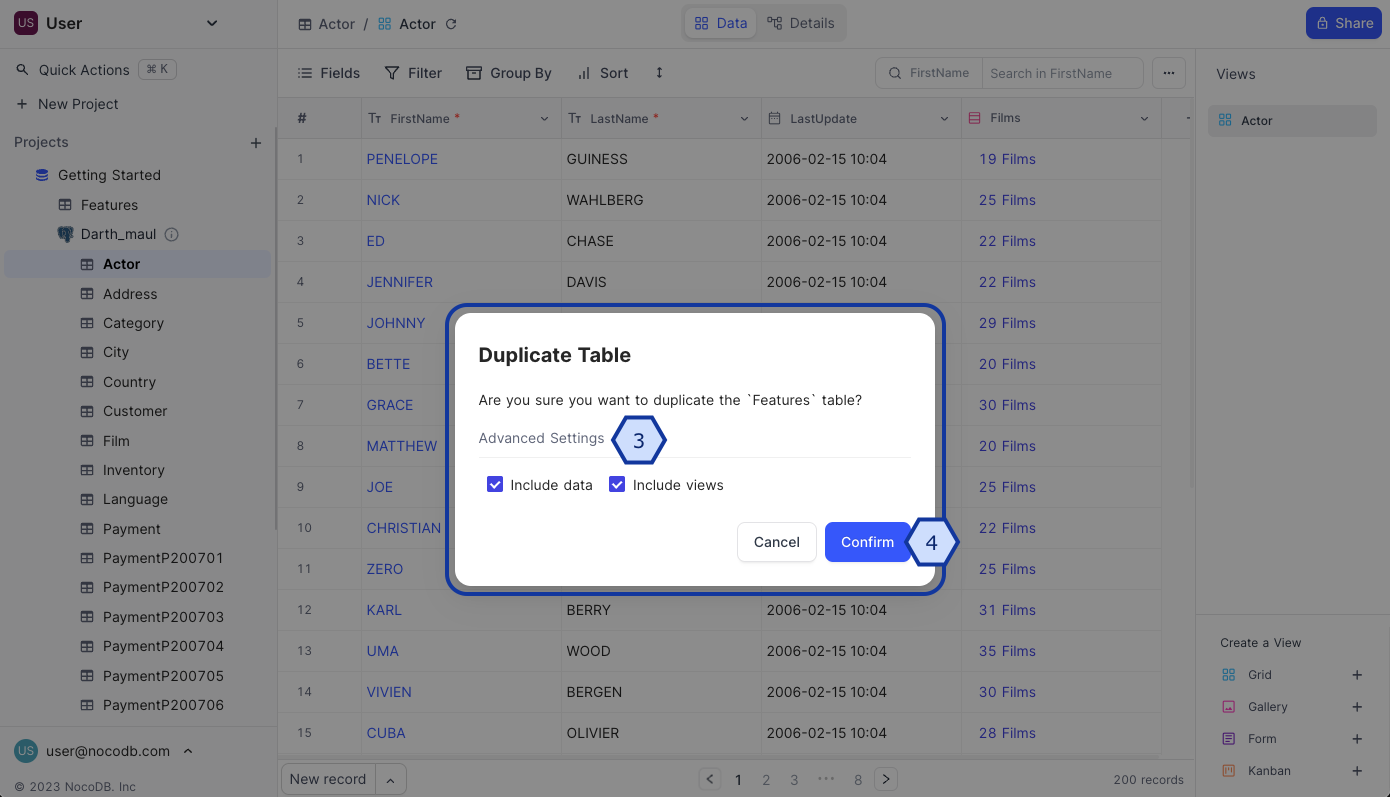 US User
Actor / Actor
Data Details
Share
Quick Actions ⌘ K
New Project
Projects
Getting Started
Features
Darth_maul
Actor
Address
Category
City
Country
Customer
Film
Inventory
Language
Payment
PaymentP200701
PaymentP200702
PaymentP200703
PaymentP200704
PaymentP200705
PaymentP200706
US user@nocodb.com
© 2023 NocoDB. Inc
Fields Filter Group By Sort
FirstName Search in FirstName
# FirstName * LastName * LastUpdate Films
1 PENELOPE GUINESS 2006-02-15 10:04 19 Films
2 NICK WAHLBERG 2006-02-15 10:04 25 Films
3 ED CHASE 2006-02-15 10:04 22 Films
4 JENNIFER DAVIS 2006-02-15 10:04 22 Films
5 JOHNNY 29 Films
6 BETTE 20 Films
7 GRACE 30 Films
8 MATTHEW 20 Films
9 JOE 25 Films
10 CHRISTIAN 22 Films
11 ZERO 25 Films
12 KARL BERRY 2006-02-15 10:04 31 Films
13 UMA WOOD 2006-02-15 10:04 35 Films
14 VIVIEN BERGEN 2006-02-15 10:04 30 Films
15 CUBA OLIVIER 2006-02-15 10:04 28 Films
New record
1 2 3 ••• 8
200 records
Duplicate Table
Are you sure you want to duplicate the `Features` table?
Advanced Settings 3
Include data Include views
Cancel Confirm 4
Views
Actor
Create a View
Grid
Gallery
Form
Kanban